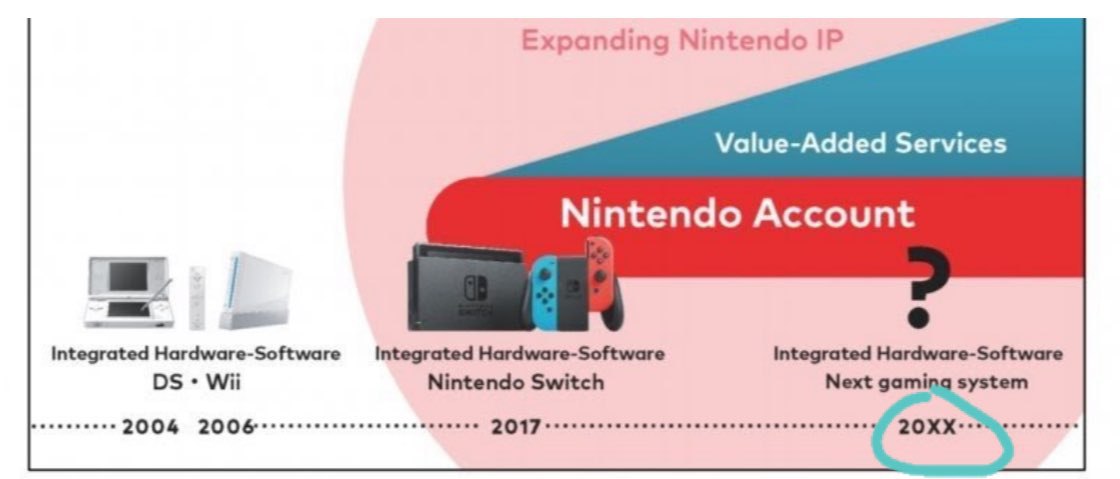 Expanding Nintendo IP
Value-Added Services
Nintendo Account
?
Integrated Hardware-Software
DS・Wii
Integrated Hardware-Software
Nintendo Switch
Integrated Hardware-Software
Next gaming system
2004 2006 2017 20XX